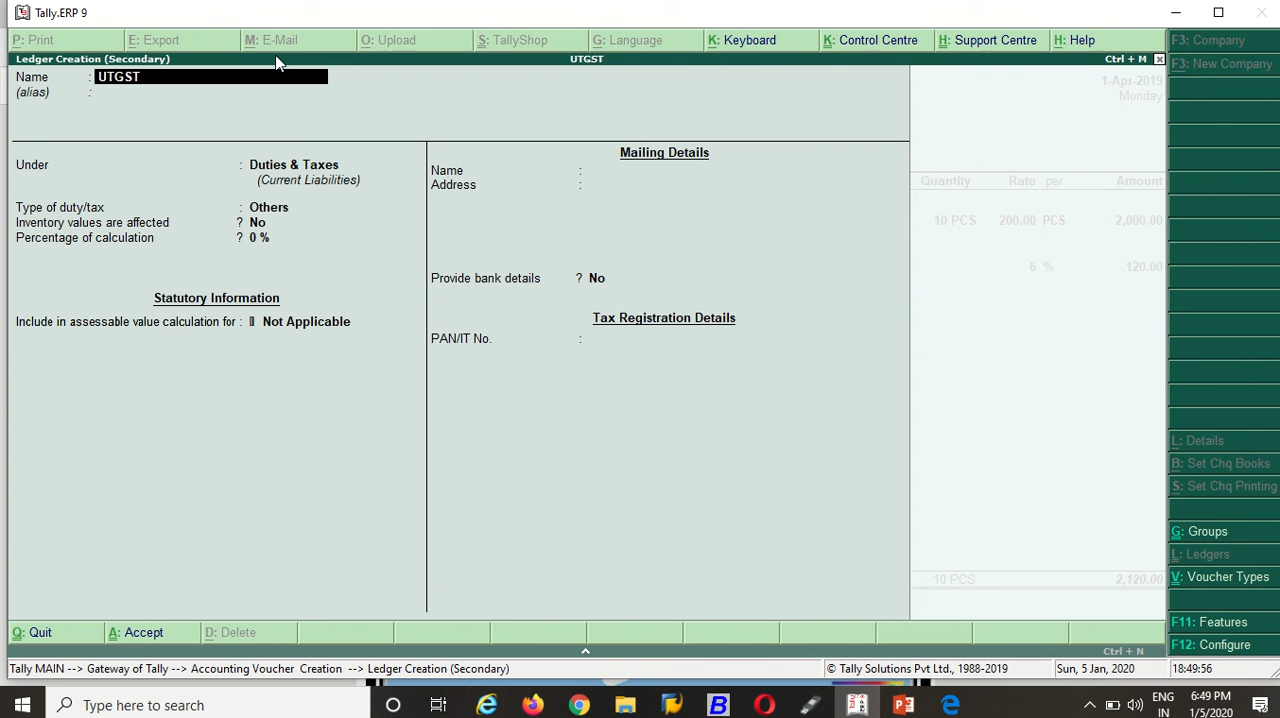 Tally.ERP 9
P: Print E: Export M: E-Mail O: Upload S: TallyShop G: Language K: Keyboard K: Control Centre H: Support Centre H: Help F3: Company
Ledger Creation (Secondary) UTGST Ctrl + M F3: New Company
Name : UTGST 1-Apr-2019
(alias) : Monday
Mailing Details
Under : Duties & Taxes Name :
(Current Liabilities) Address : Quantity Rate per Amount
Type of duty/tax : Others
Inventory values are affected ? No 10 PCS 200.00 PCS 2,000.00
Percentage of calculation ? 0 %
6 % 120.00
Provide bank details ? No
Statutory Information
Include in assessable value calculation for : Not Applicable Tax Registration Details
PAN/IT No. :
L: Details
B: Set Chq Books
S: Set Chq Printing
G: Groups
L: Ledgers
10 PCS 2,120.00 V: Voucher Types
F11: Features
Q: Quit A: Accept D: Delete
Ctrl + N F12: Configure
Tally MAIN --> Gateway of Tally --> Accounting Voucher Creation --> Ledger Creation (Secondary) © Tally Solutions Pvt Ltd., 1988-2019 Sun, 5 Jan, 2020 18:49:56
Type here to search ENG 6:49 PM
IN 1/5/2020